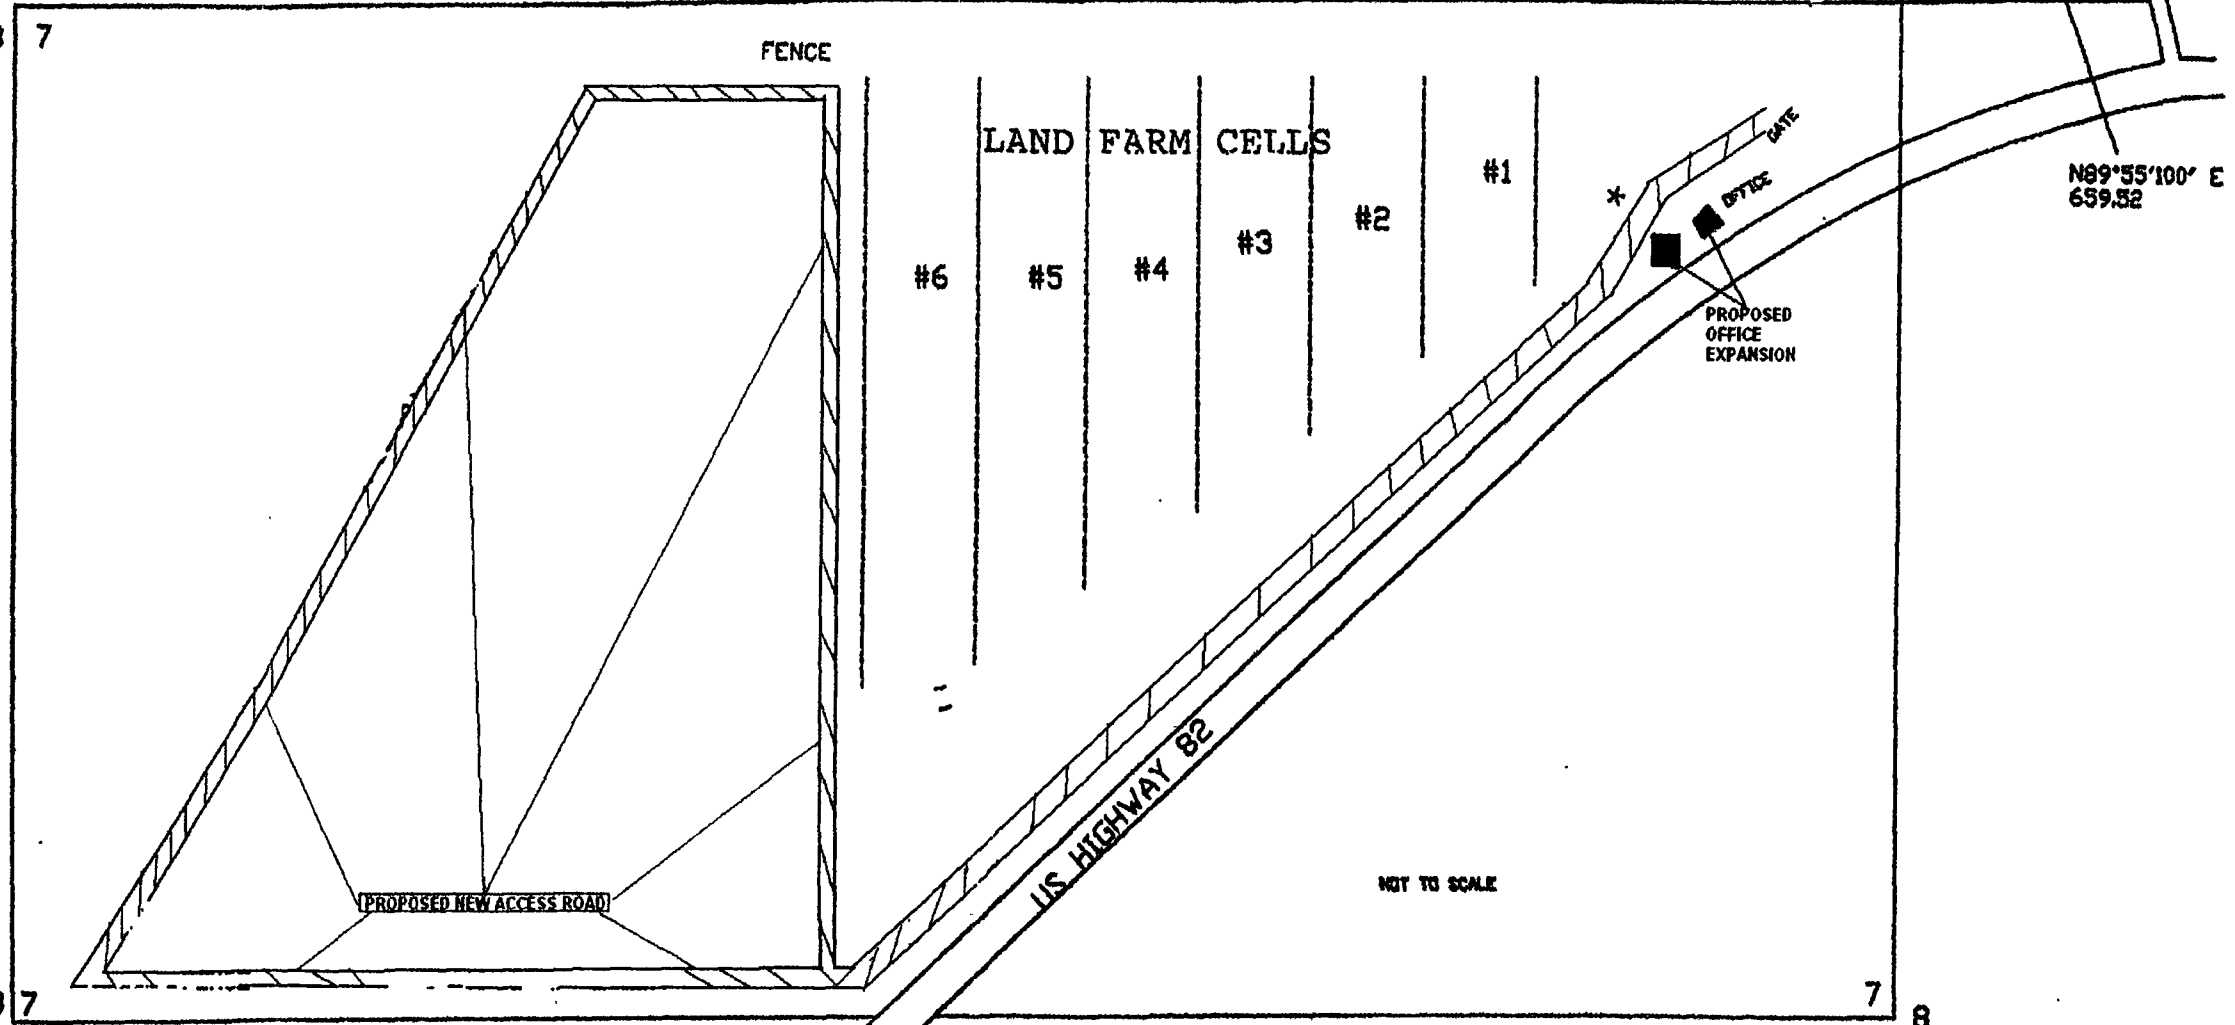 7
FENCE
LAND FARM CELLS
GATE
#1
OFFICE
#2
#3
#4
#5
#6
*
N89°55'100" E
659.52
PROPOSED
OFFICE
EXPANSION
US HIGHWAY 82
NOT TO SCALE
PROPOSED NEW ACCESS ROAD
7
7
8